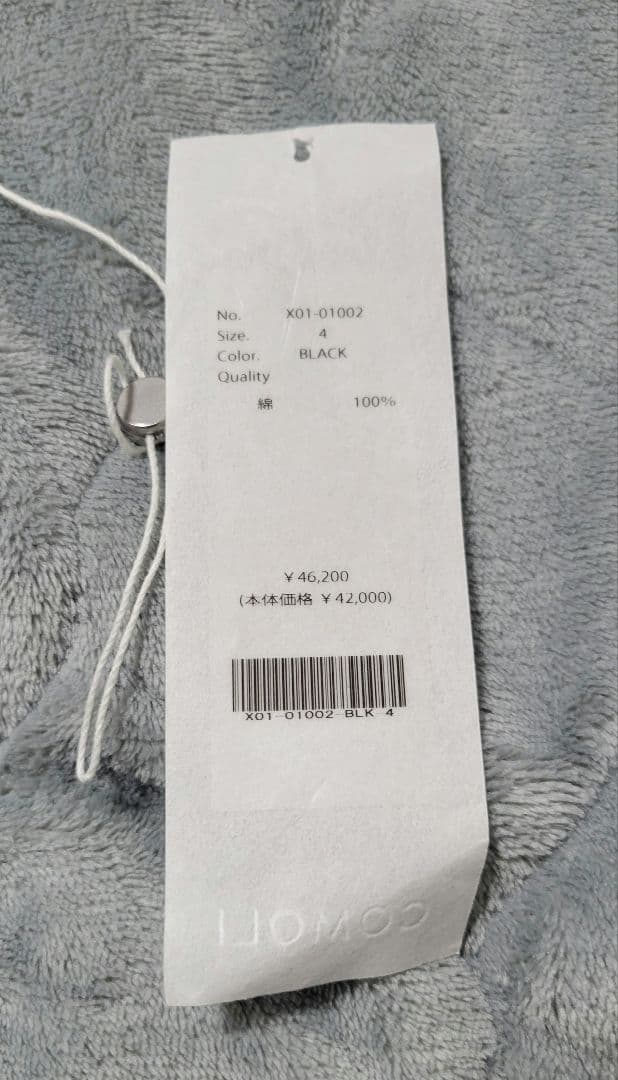 No. X01-01002
Size. 4
Color. BLACK
Quality
綿 100%
¥46,200
(本体価格 ¥42,000)
X01-01002-BLK 4
COMOLI